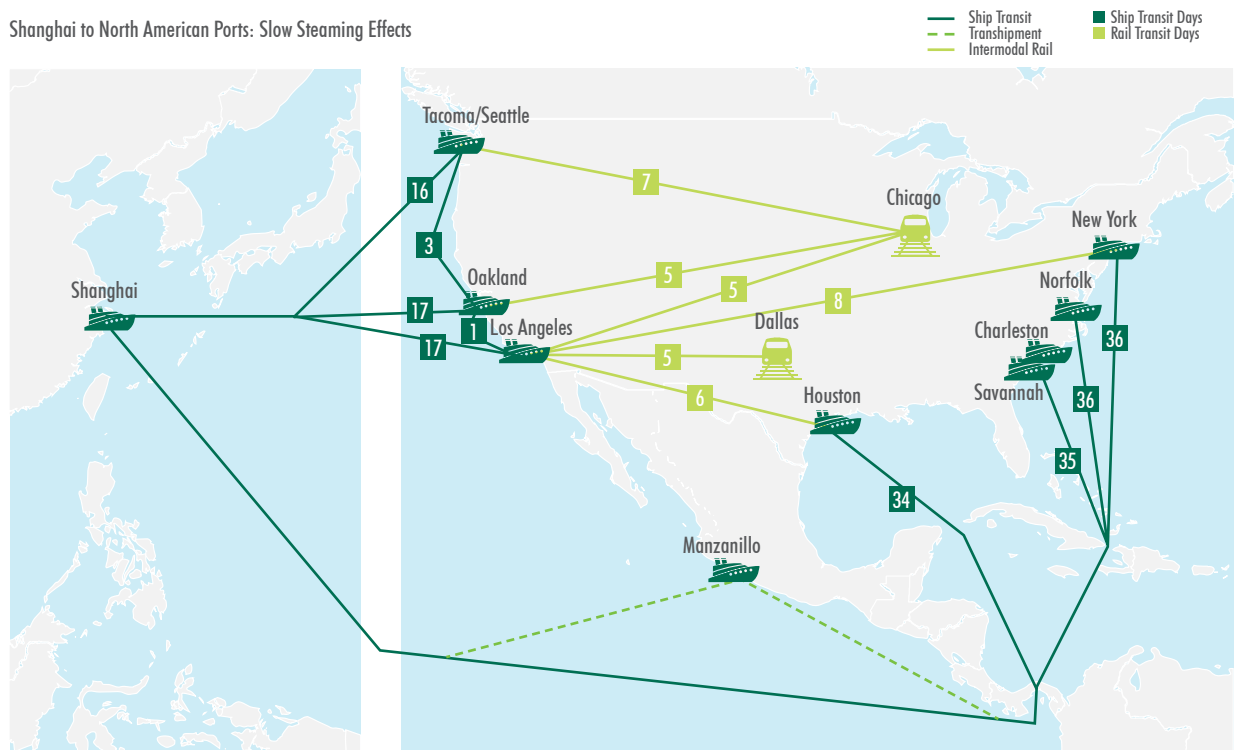 Shanghai to North American Ports: Slow Steaming Effects
Ship Transit
Transhipment
Intermodal Rail
Ship Transit Days
Rail Transit Days
Tacoma/Seattle
16
7
Chicago
3
New York
Shanghai
Oakland
5
5
8
Norfolk
17
1
Los Angeles
Dallas
Charleston
36
17
5
Savannah
6
Houston
36
35
34
Manzanillo